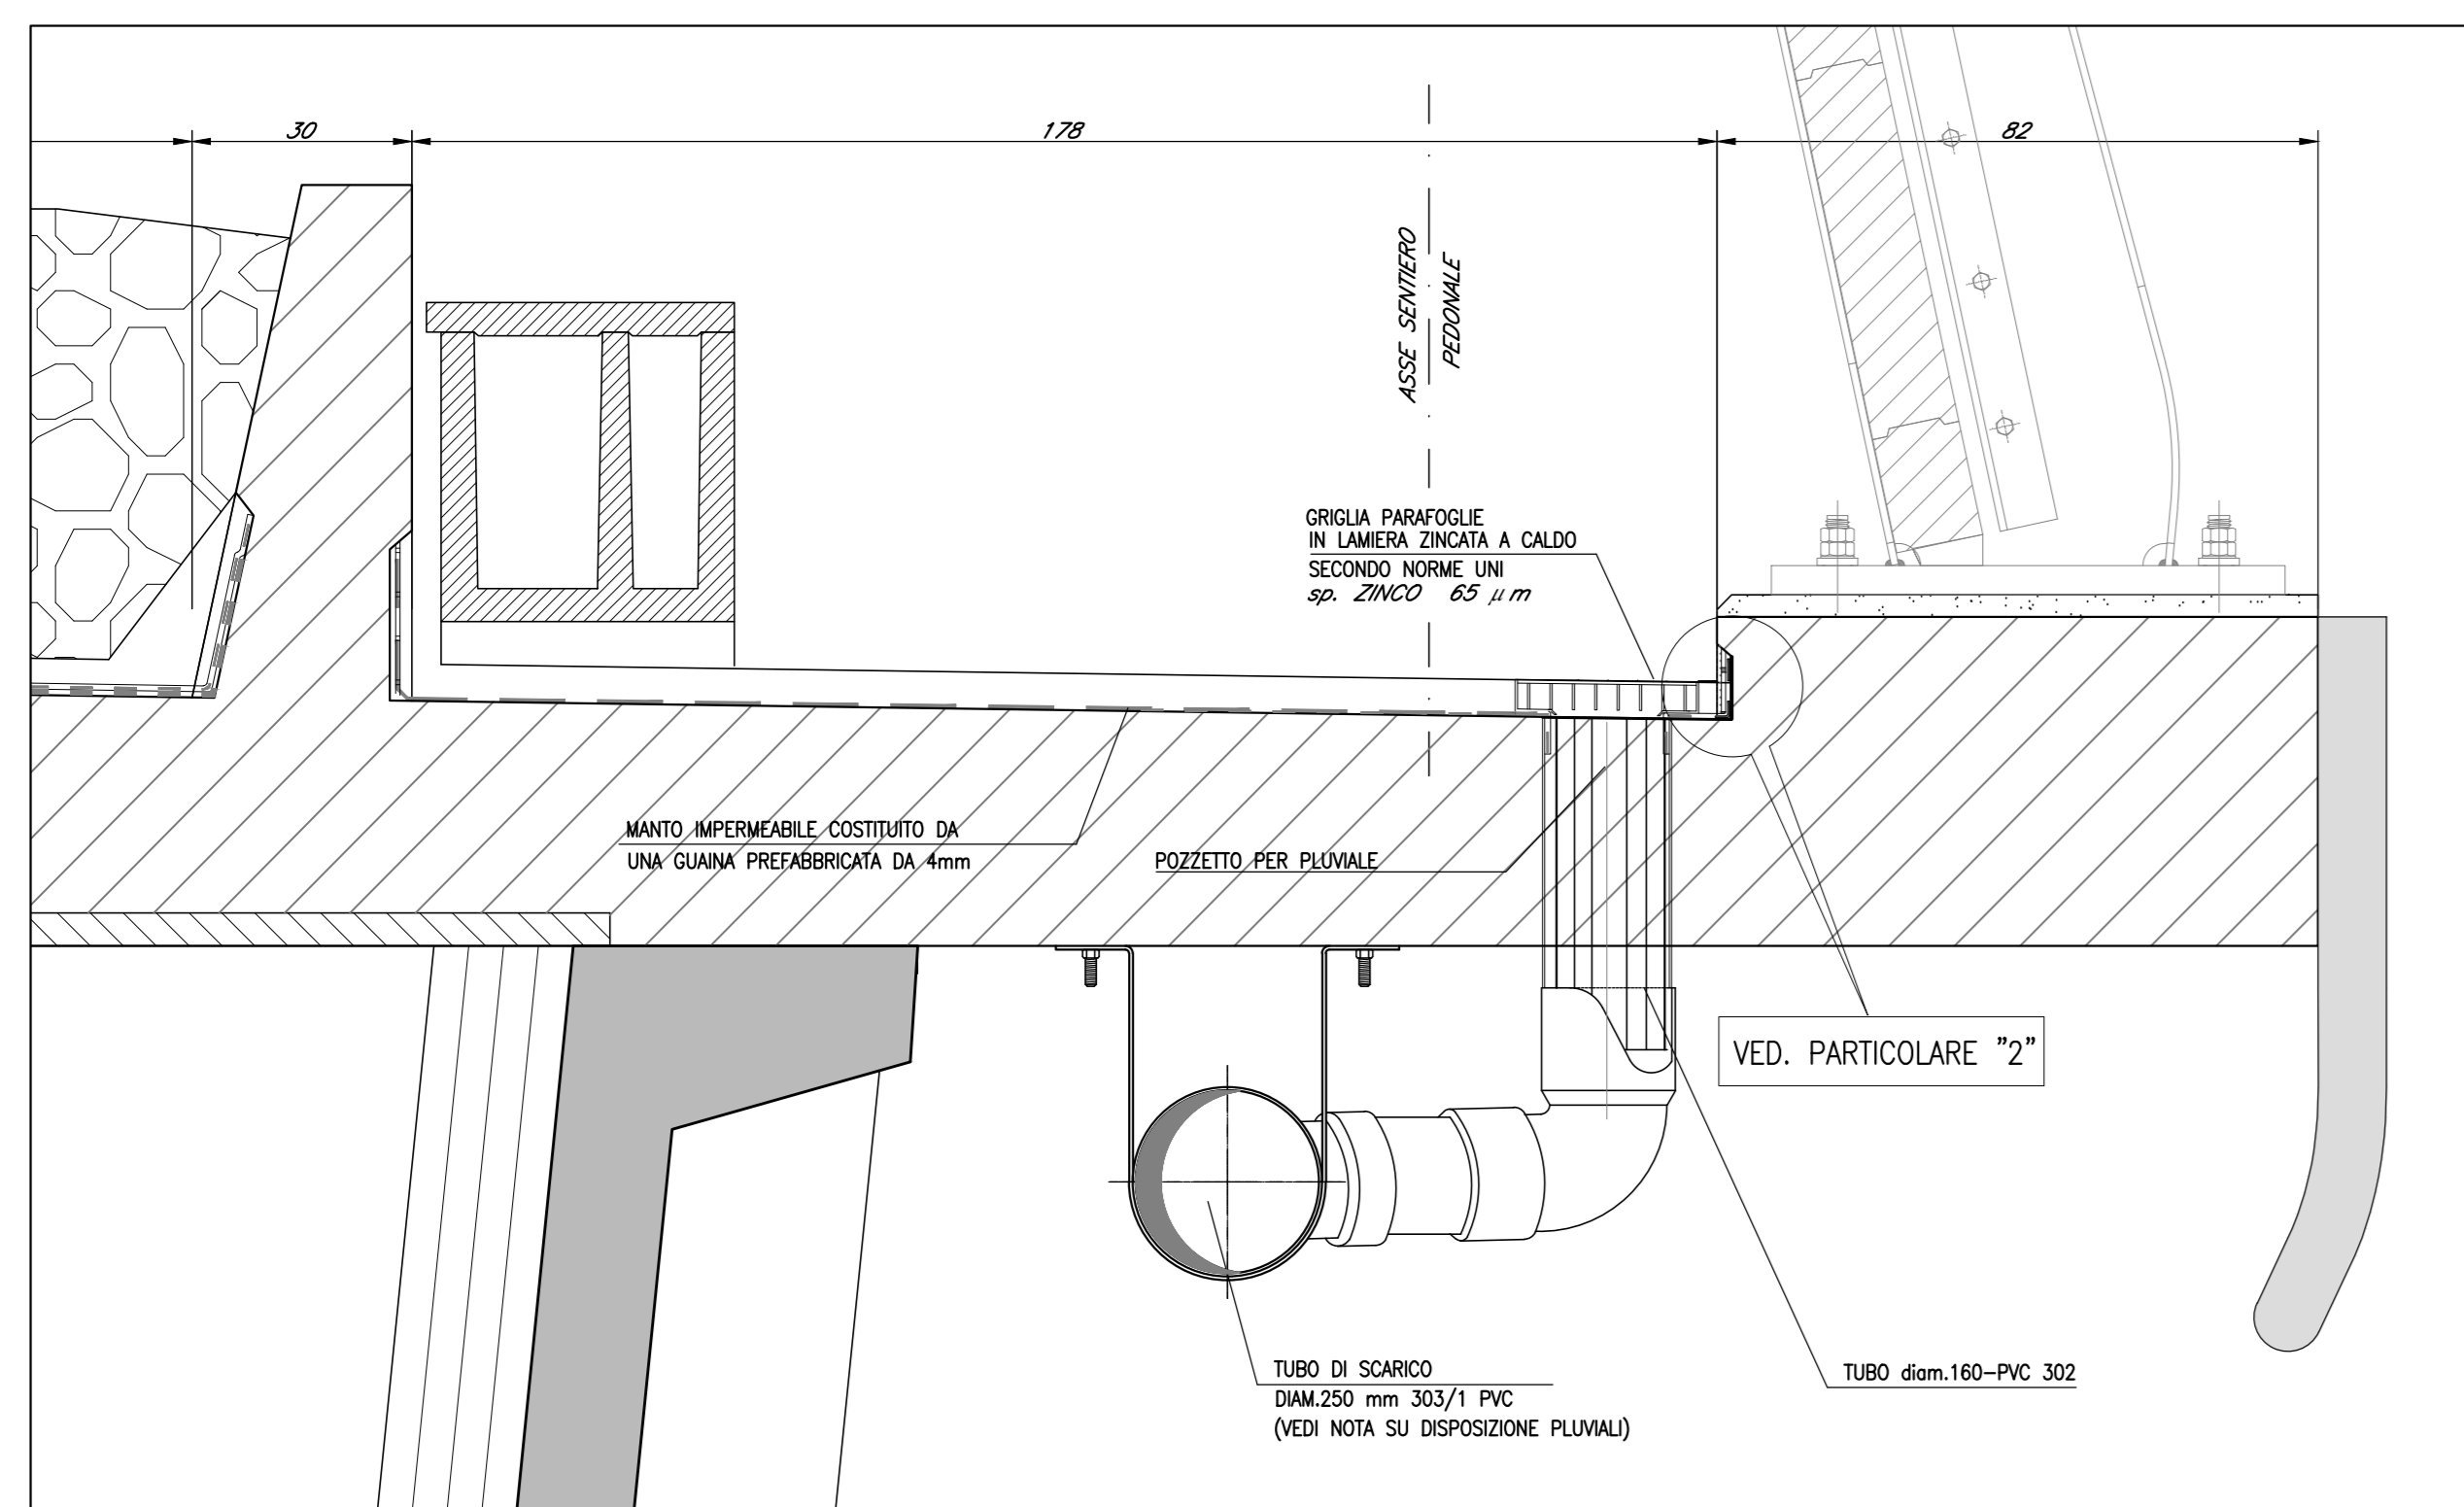 30
178
82
ASSE SENTIERO
PEDONALE
GRIGLIA PARAFOGLIE
IN LAMIERA ZINCATA A CALDO
SECONDO NORME UNI
sp. ZINCO 65 μm
MANTO IMPERMEABILE COSTITUITO DA
UNA GUAINA PREFABBRICATA DA 4mm
POZZETTO PER PLUVIALE
VED. PARTICOLARE "2"
TUBO DI SCARICO
DIAM.250 mm 303/1 PVC
(VEDI NOTA SU DISPOSIZIONE PLUVIALI)
TUBO diam.160-PVC 302